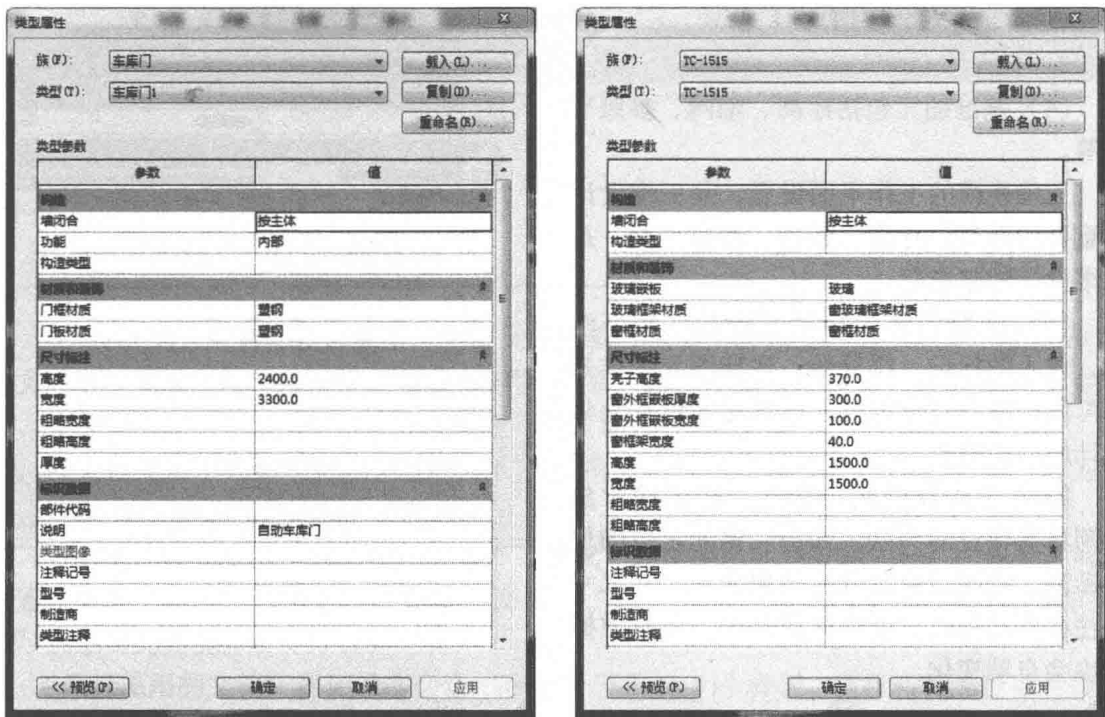 类型属性
族(F): 车库门 载入(L)...
类型(T): 车库门1 复制(D)...
重命名(R)...
类型参数
参数 值
构造
墙闭合 按主体
功能 内部
构造类型
材质和装饰
门框材质 塑钢
门板材质 塑钢
尺寸标注
高度 2400.0
宽度 3300.0
粗略宽度
粗略高度
厚度
标识数据
部件代码
说明 自动车库门
类型图像
注释记号
型号
制造商
类型注释
<< 预览(P) 确定 取消 应用
类型属性
族(F): TC-1515 载入(L)...
类型(T): TC-1515 复制(D)...
重命名(R)...
类型参数
参数 值
构造
墙闭合 按主体
构造类型
材质和装饰
玻璃嵌板 玻璃
玻璃框架材质 窗玻璃框架材质
窗框材质 窗框材质
尺寸标注
亮子高度 370.0
窗外框嵌板厚度 300.0
窗外框嵌板宽度 100.0
窗框架宽度 40.0
高度 1500.0
宽度 1500.0
粗略宽度
粗略高度
标识数据
注释记号
型号
制造商
类型注释
<< 预览(P) 确定 取消 应用